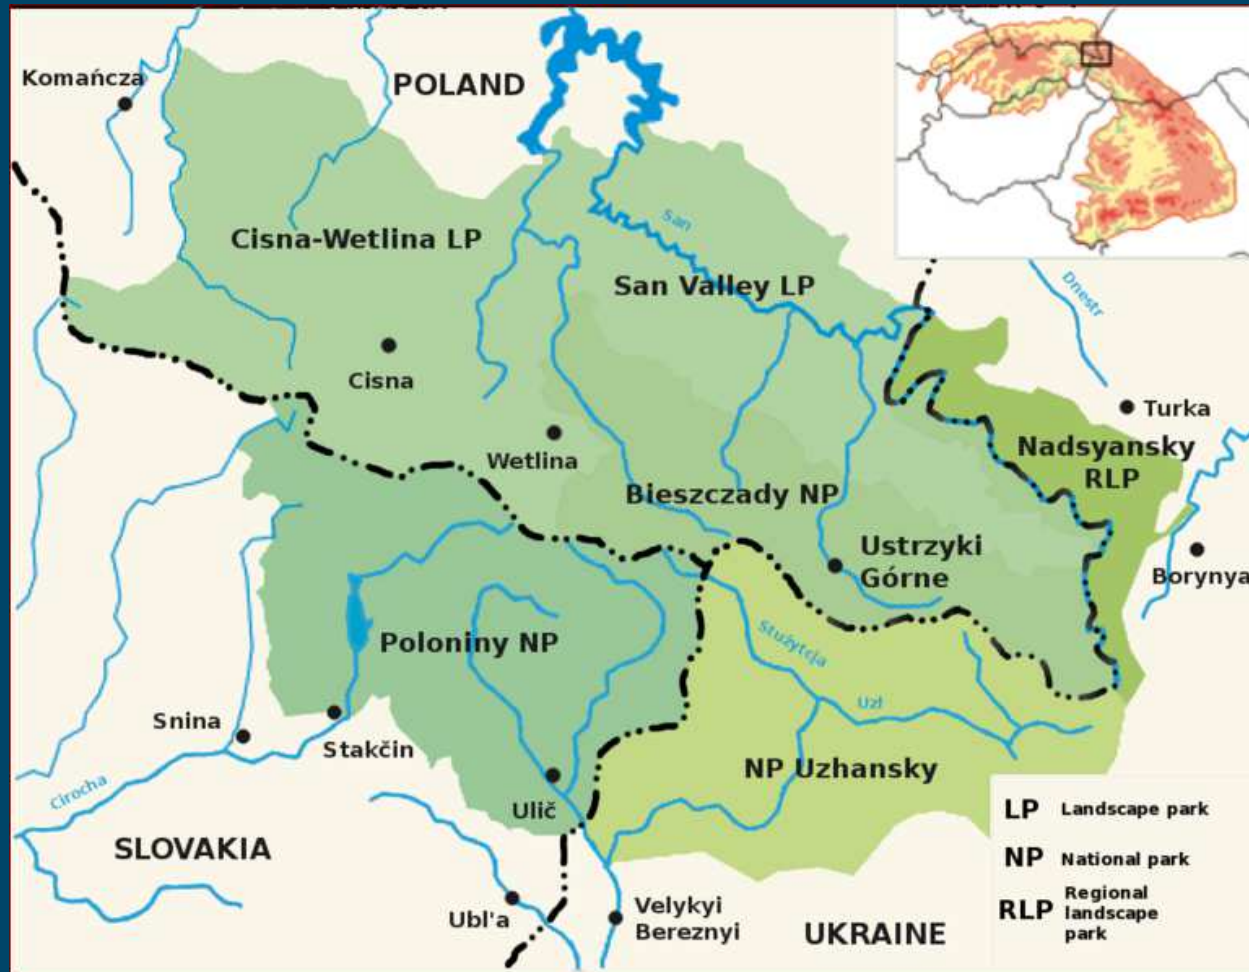 Komańcza
POLAND
San
Cisna-Wetlina LP
San Valley LP
Dnestr
Cisna
Turka
Nadsyansky
RLP
Wetlina
Bieszczady NP
Ustrzyki
Górne
Borynya
Poloniny NP
Stużytcja
Uzł
Snina
Stakčin
NP Uzhansky
Cirocha
Ulič
LP Landscape park
SLOVAKIA
NP National park
RLP Regional
landscape
park
Ubl'a
Velykyi
Bereznyi
UKRAINE